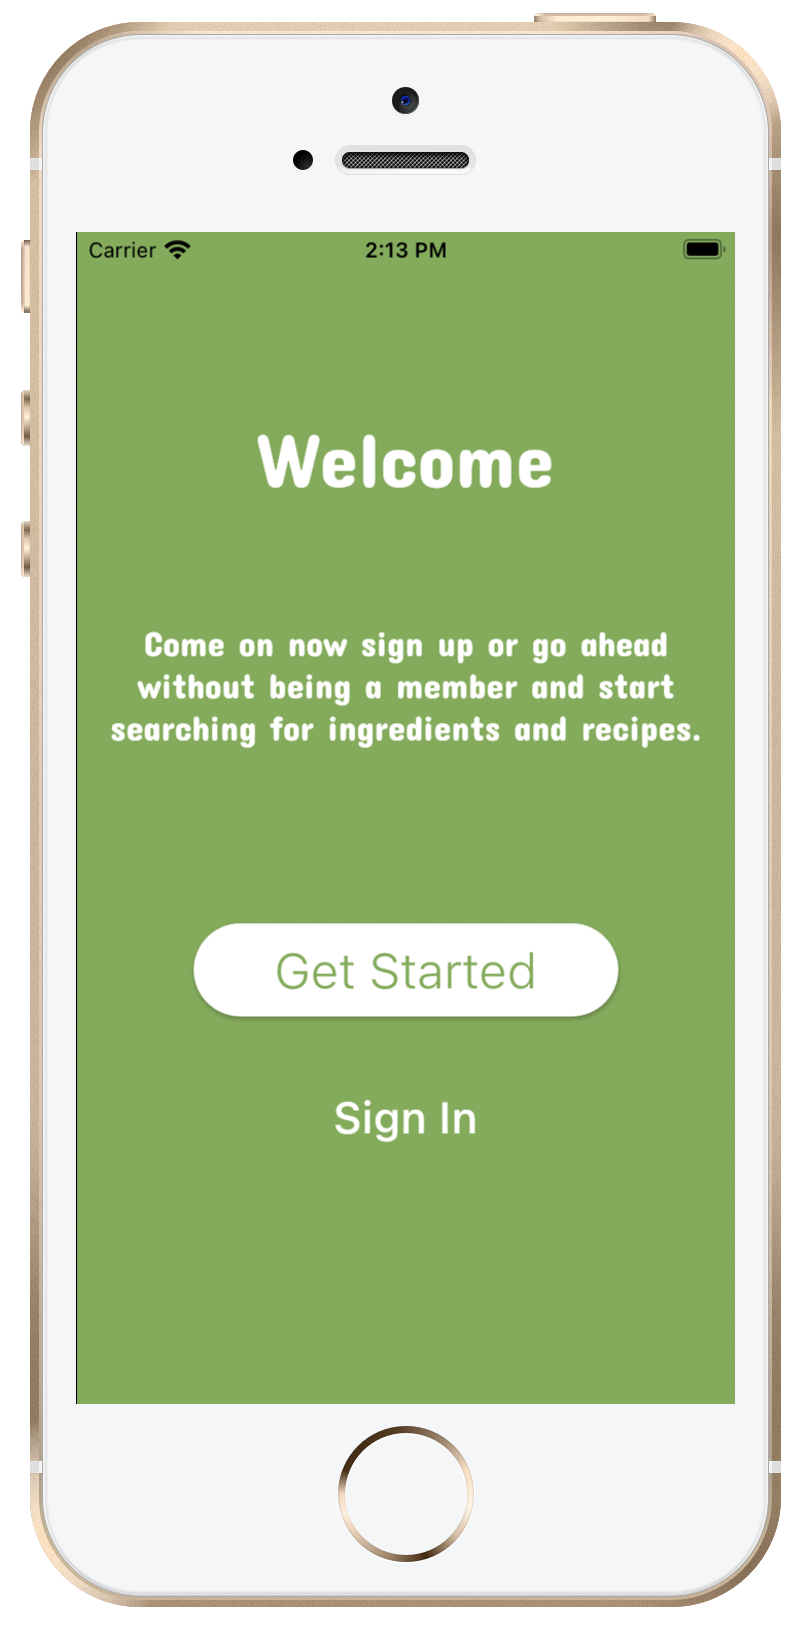 Carrier 2:13 PM
Welcome
Come on now sign up or go ahead
without being a member and start
searching for ingredients and recipes.
Get Started
Sign In